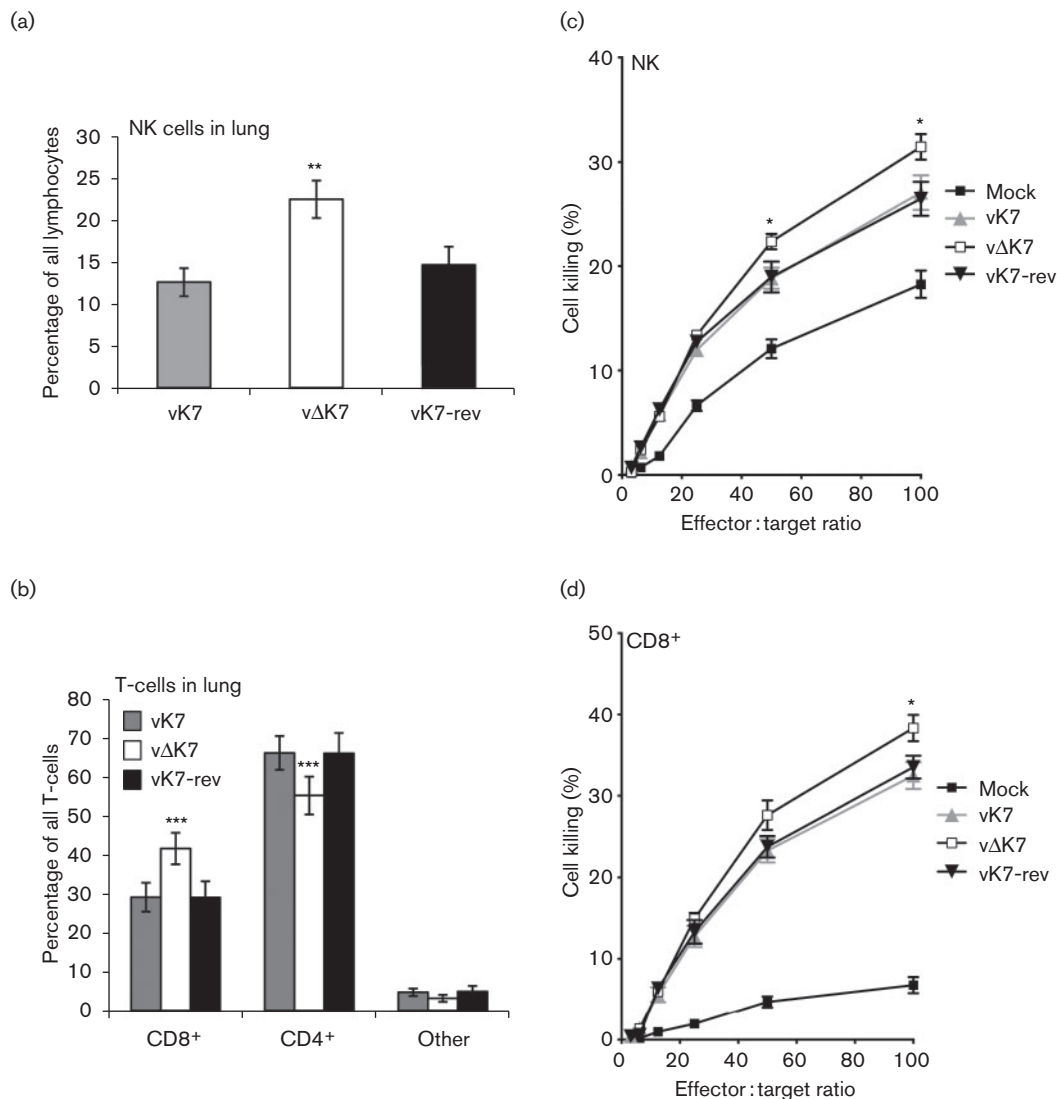 (a)
NK cells in lung
Percentage of all lymphocytes
30
25
20
15
10
5
0
**
vK7
vΔK7
vK7-rev
(b)
T-cells in lung
vK7
vΔK7
vK7-rev
Percentage of all T-cells
80
70
60
50
40
30
20
10
0
***
***
CD8+
CD4+
Other
(c)
NK
Cell killing (%)
40
30
20
10
0
*
*
0 20 40 60 80 100
Effector : target ratio
Mock
vK7
vΔK7
vK7-rev
(d)
CD8+
Cell killing (%)
50
40
30
20
10
0
*
0 20 40 60 80 100
Effector : target ratio
Mock
vK7
vΔK7
vK7-rev